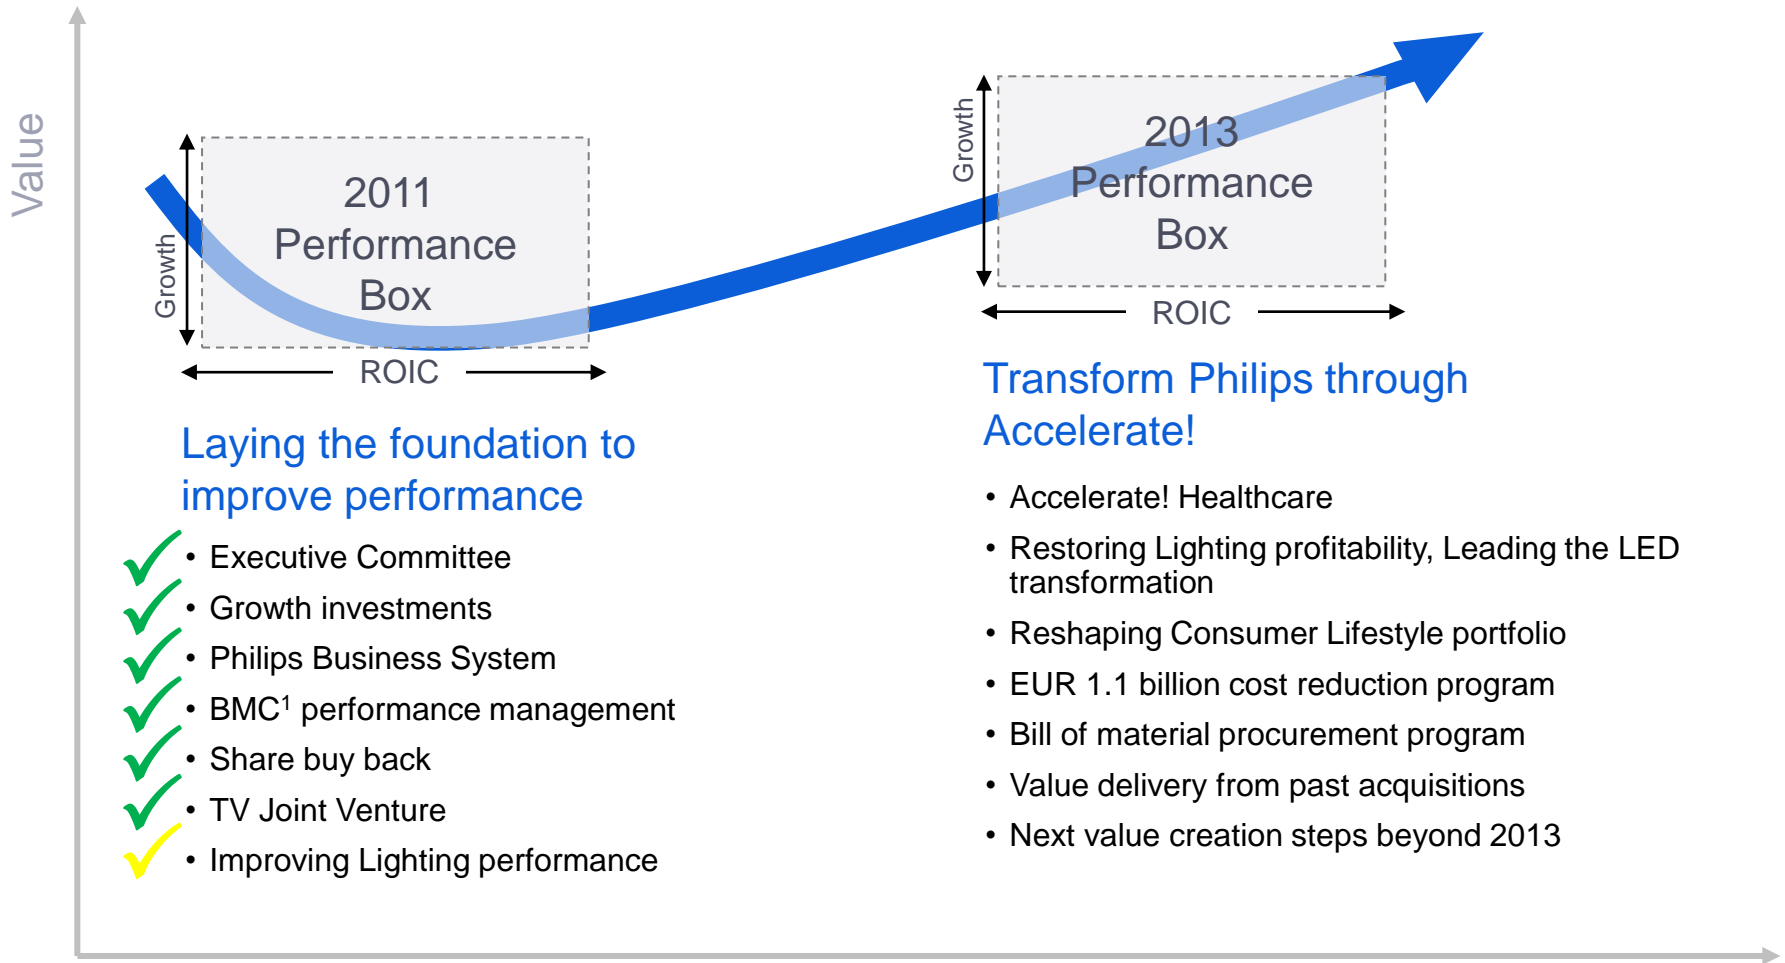 Value
Growth
2011
Performance
Box
ROIC
Laying the foundation to
improve performance
• Executive Committee
• Growth investments
• Philips Business System
• BMC¹ performance management
• Share buy back
• TV Joint Venture
• Improving Lighting performance
Growth
2013
Performance
Box
ROIC
Transform Philips through
Accelerate!
• Accelerate! Healthcare
• Restoring Lighting profitability, Leading the LED
transformation
• Reshaping Consumer Lifestyle portfolio
• EUR 1.1 billion cost reduction program
• Bill of material procurement program
• Value delivery from past acquisitions
• Next value creation steps beyond 2013